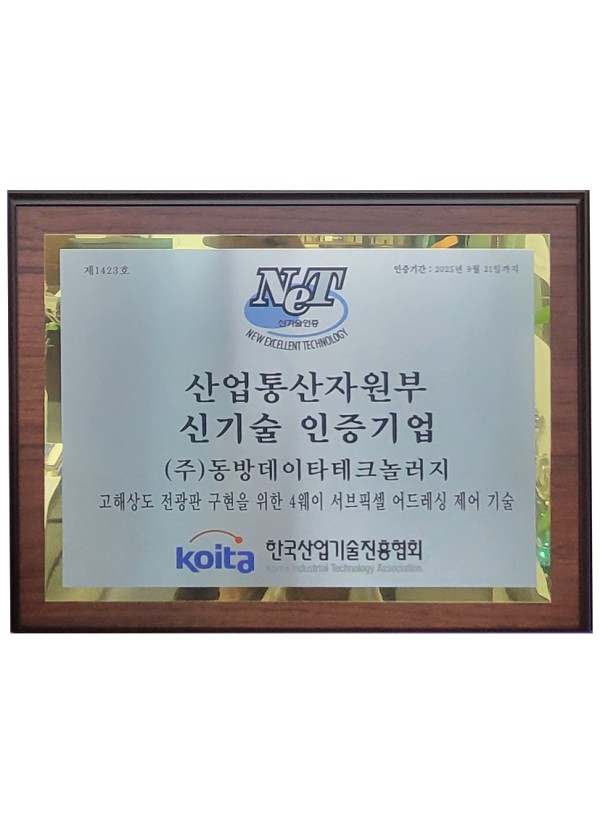 제1423호
인증기간 : 2025년 9월 21일까지
NeT
신기술인증
NEW EXCELLENT TECHNOLOGY
산업통산자원부
신기술 인증기업
(주)동방데이타테크놀러지
고해상도 전광판 구현을 위한 4웨이 서브픽셀 어드레싱 제어 기술
koita 한국산업기술진흥협회
Korea Industrial Technology Association